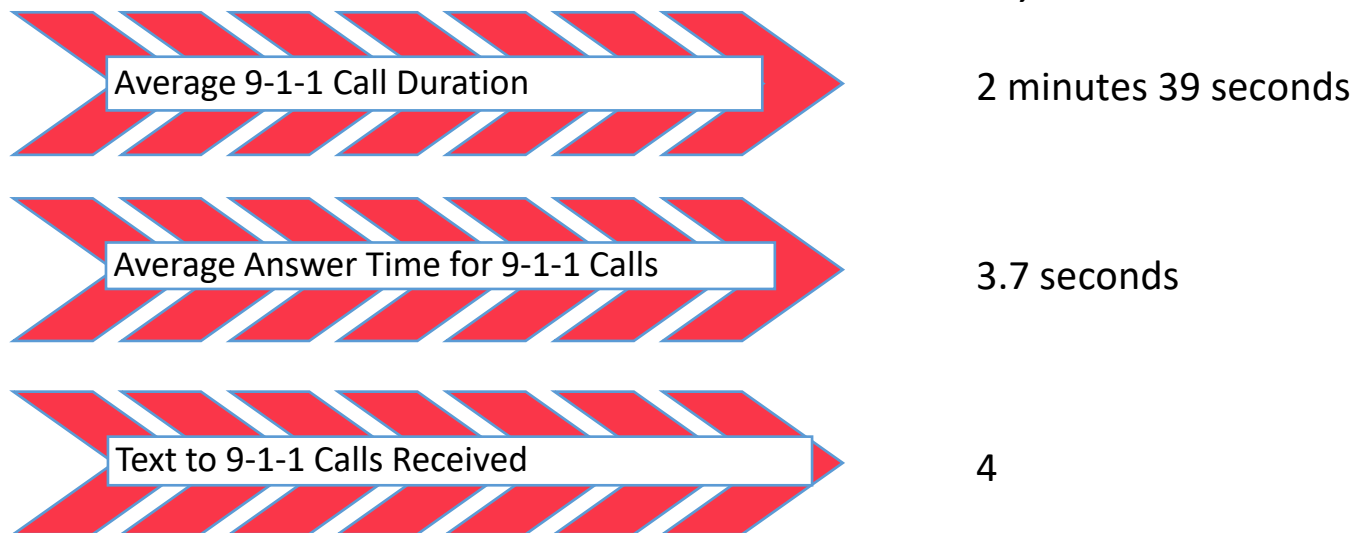 Average 9-1-1 Call Duration
2 minutes 39 seconds
Average Answer Time for 9-1-1 Calls
3.7 seconds
Text to 9-1-1 Calls Received
4